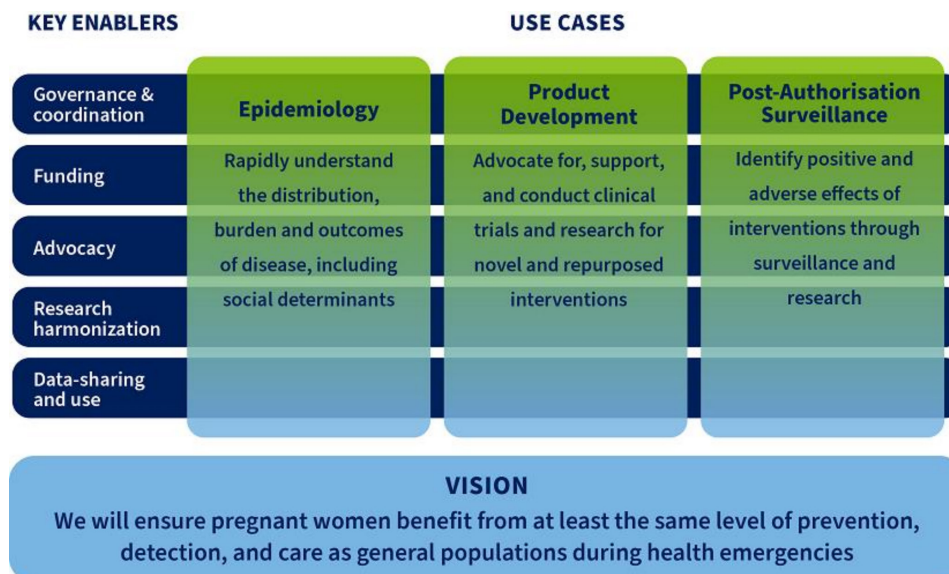 KEY ENABLERS
USE CASES
Governance &
coordination
Funding
Advocacy
Research
harmonization
Data-sharing
and use
Epidemiology
Rapidly understand
the distribution,
burden and outcomes
of disease, including
social determinants
Product
Development
Advocate for, support,
and conduct clinical
trials and research for
novel and repurposed
interventions
Post-Authorisation
Surveillance
Identify positive and
adverse effects of
interventions through
surveillance and
research
VISION
We will ensure pregnant women benefit from at least the same level of prevention,
detection, and care as general populations during health emergencies